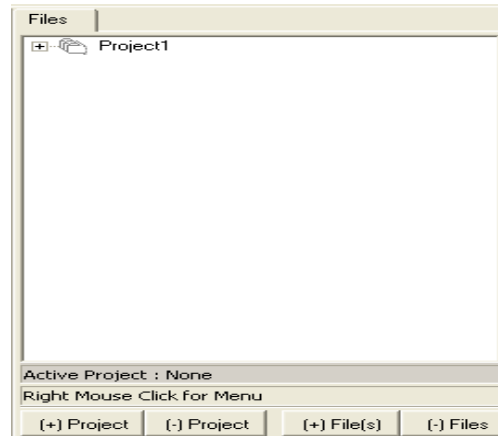 Files
Project1
Active Project : None
Right Mouse Click for Menu
(+) Project (-) Project (+) File(s) (-) Files